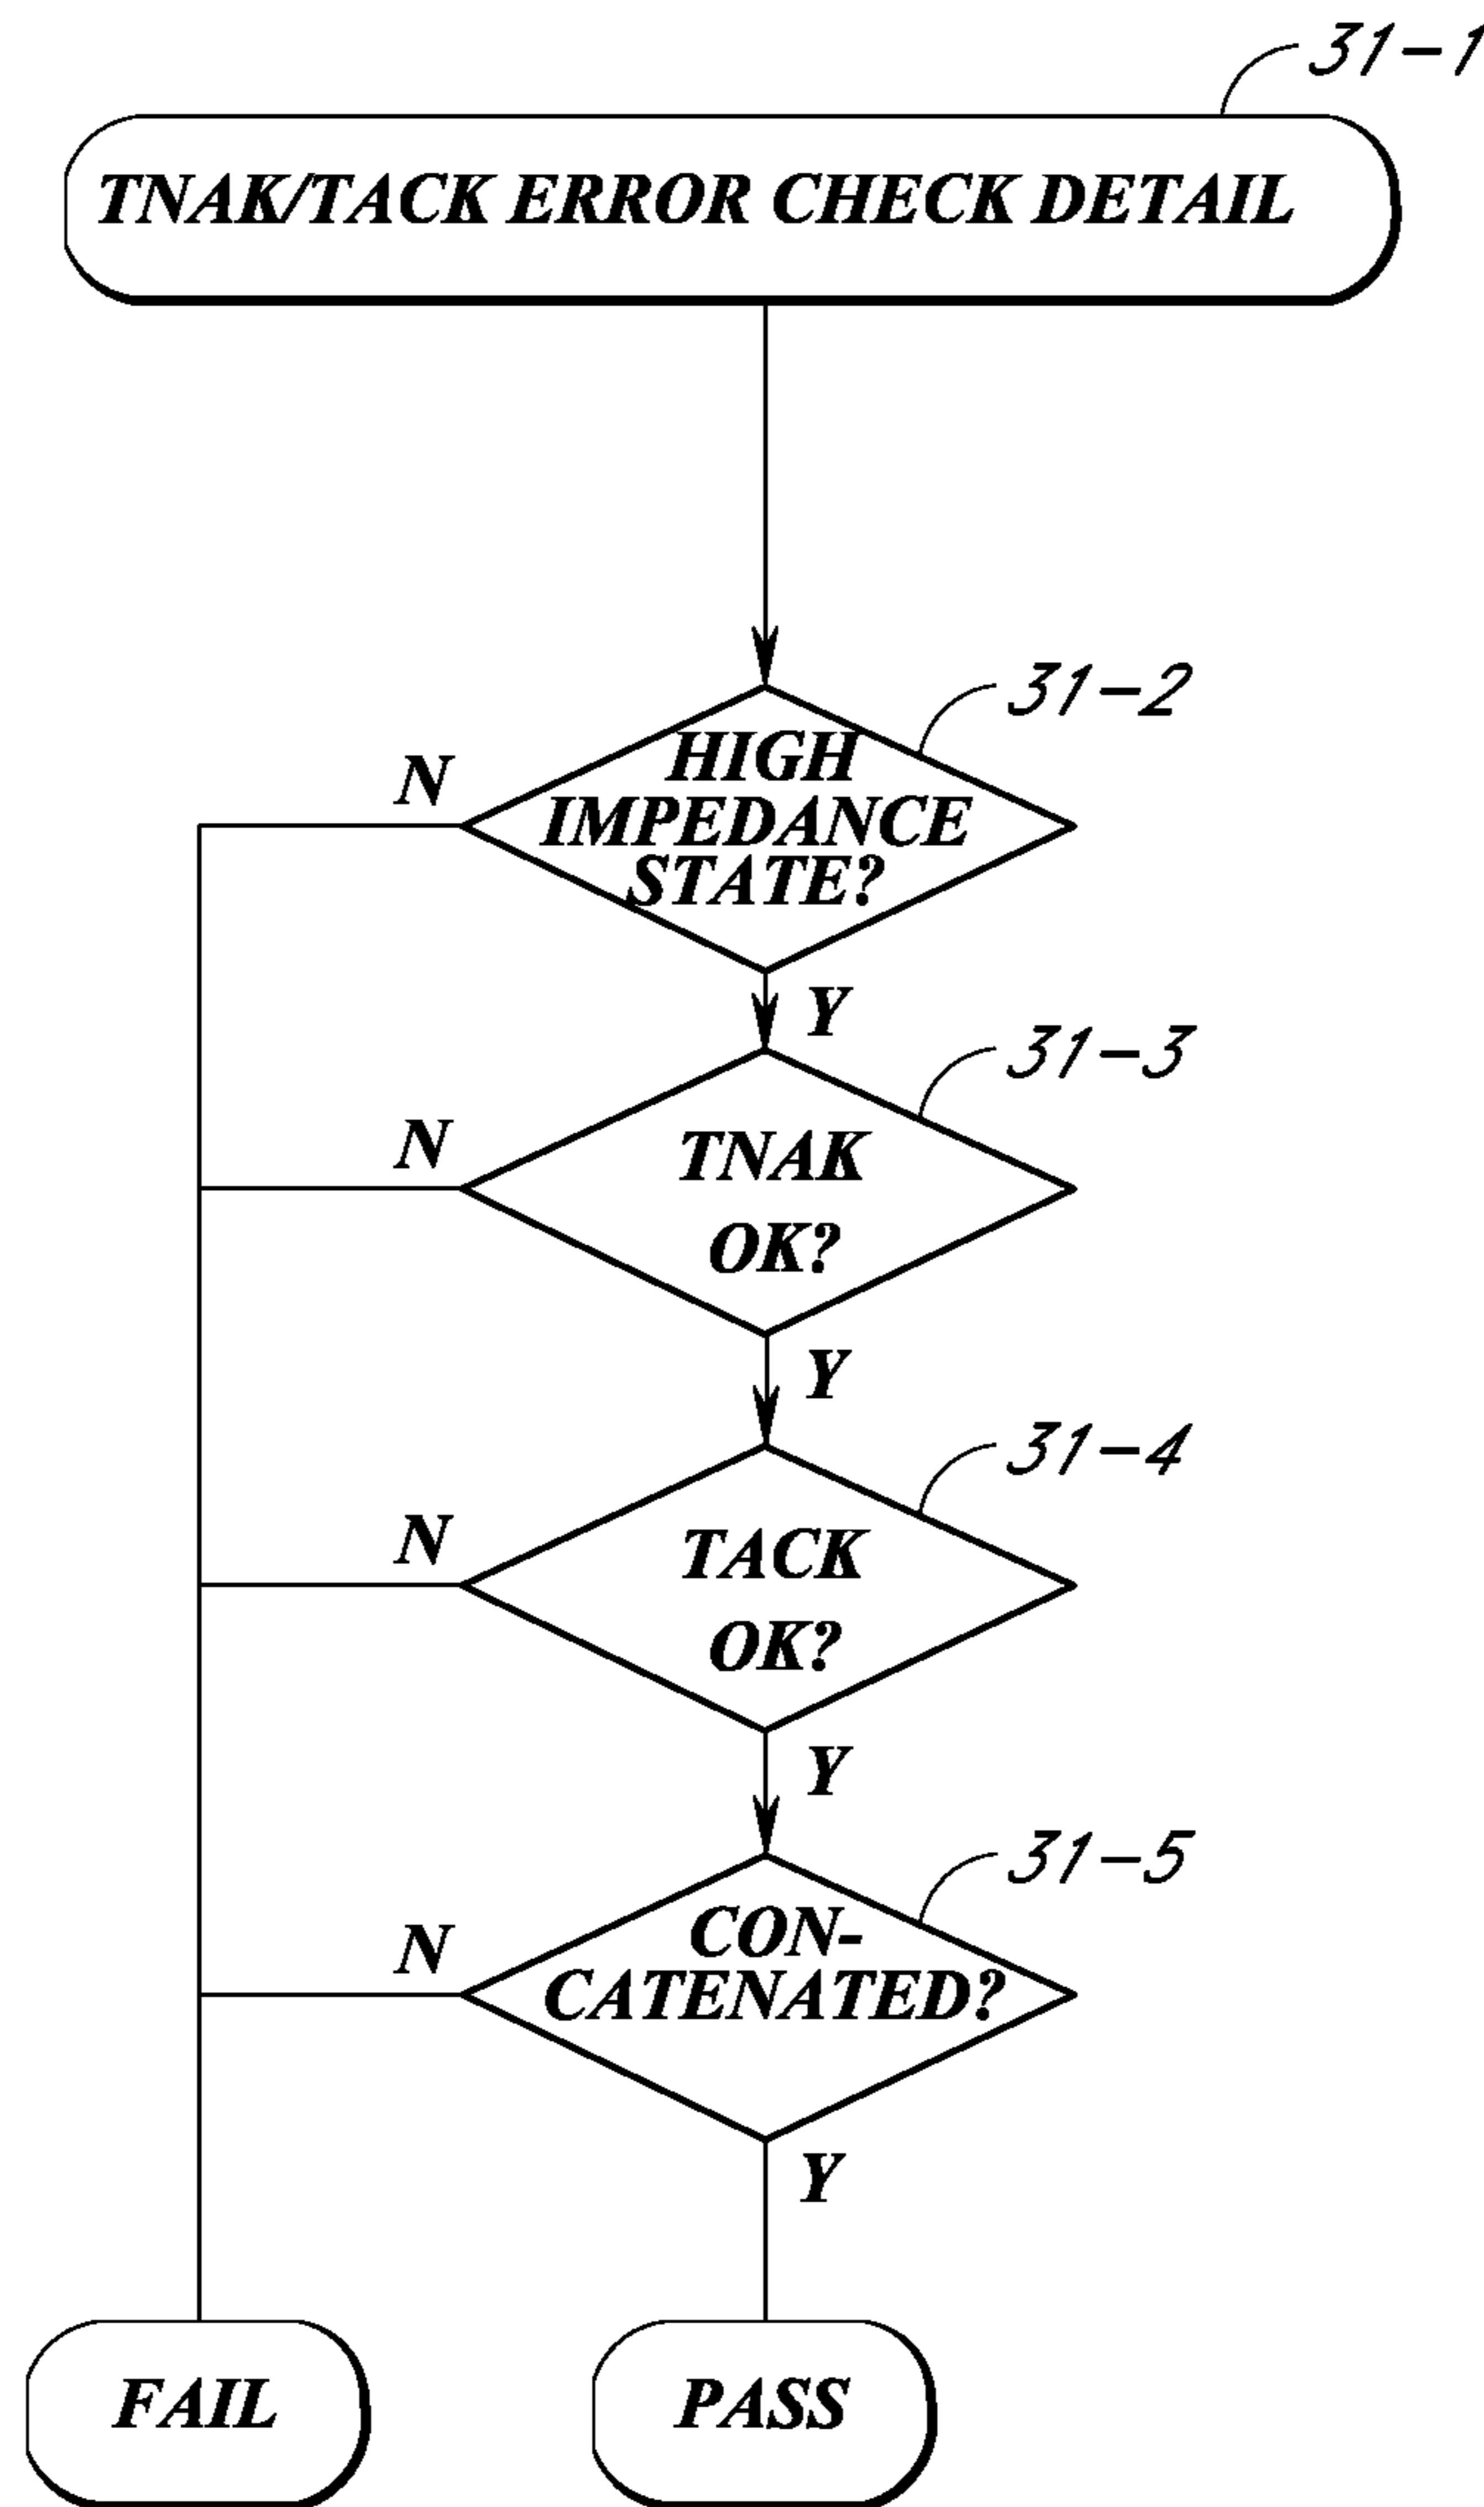 31-1
TNAK/TACK ERROR CHECK DETAIL
31-2
HIGH
IMPEDANCE
STATE?
N
Y
31-3
TNAK
OK?
N
Y
31-4
TACK
OK?
N
Y
31-5
CON-
CATENATED?
N
Y
FAIL
PASS